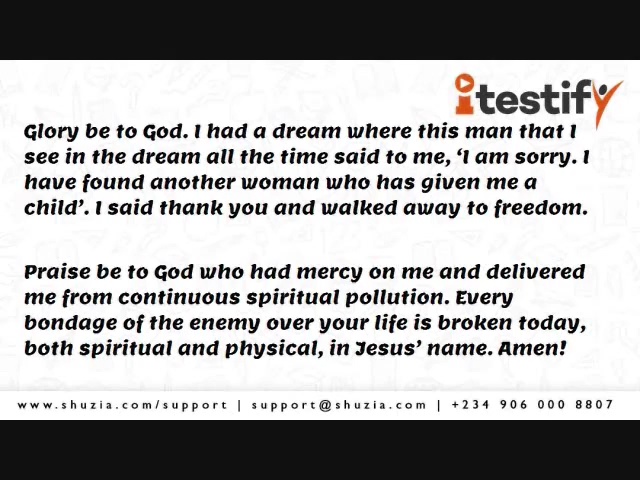 itestify
Glory be to God. I had a dream where this man that I
see in the dream all the time said to me, ‘I am sorry. I
have found another woman who has given me a
child’. I said thank you and walked away to freedom.
Praise be to God who had mercy on me and delivered
me from continuous spiritual pollution. Every
bondage of the enemy over your life is broken today,
both spiritual and physical, in Jesus’ name. Amen!
www.shuzia.com/support | support@shuzia.com | +234 906 000 8807